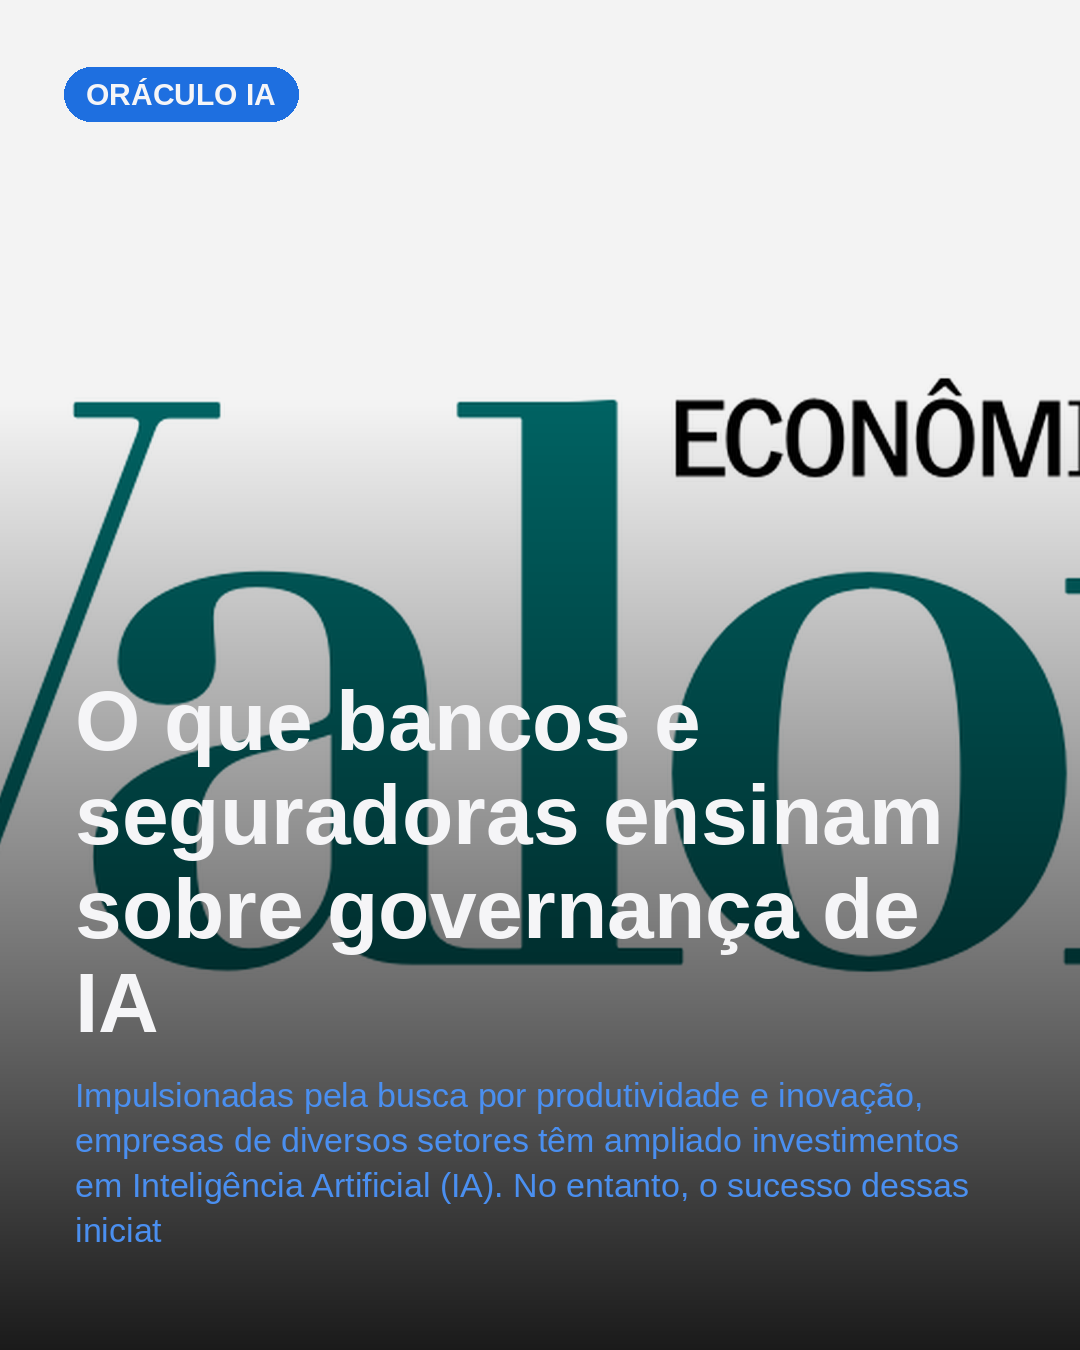 ORÁCULO IA
ECONÔMI
Valor
O que bancos e
seguradoras ensinam
sobre governança de
IA
Impulsionadas pela busca por produtividade e inovação,
empresas de diversos setores têm ampliado investimentos
em Inteligência Artificial (IA). No entanto, o sucesso dessas
iniciat